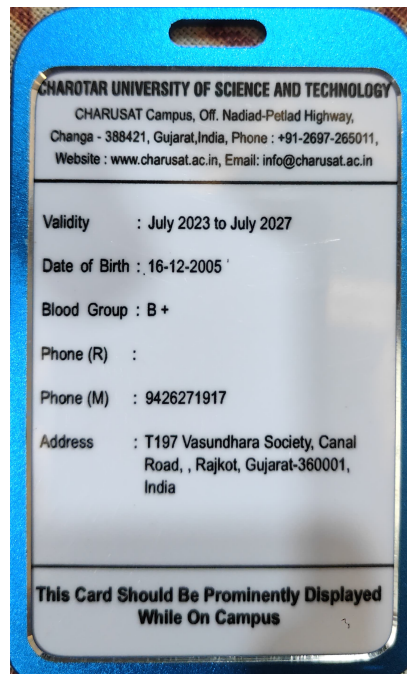 CHAROTAR UNIVERSITY OF SCIENCE AND TECHNOLOGY
CHARUSAT Campus, Off. Nadiad-Petlad Highway,
Changa - 388421, Gujarat,India, Phone : +91-2697-265011,
Website : www.charusat.ac.in, Email: info@charusat.ac.in
Validity : July 2023 to July 2027
Date of Birth : 16-12-2005
Blood Group : B +
Phone (R) :
Phone (M) : 9426271917
Address : T197 Vasundhara Society, Canal
Road, , Rajkot, Gujarat-360001,
India
This Card Should Be Prominently Displayed
While On Campus